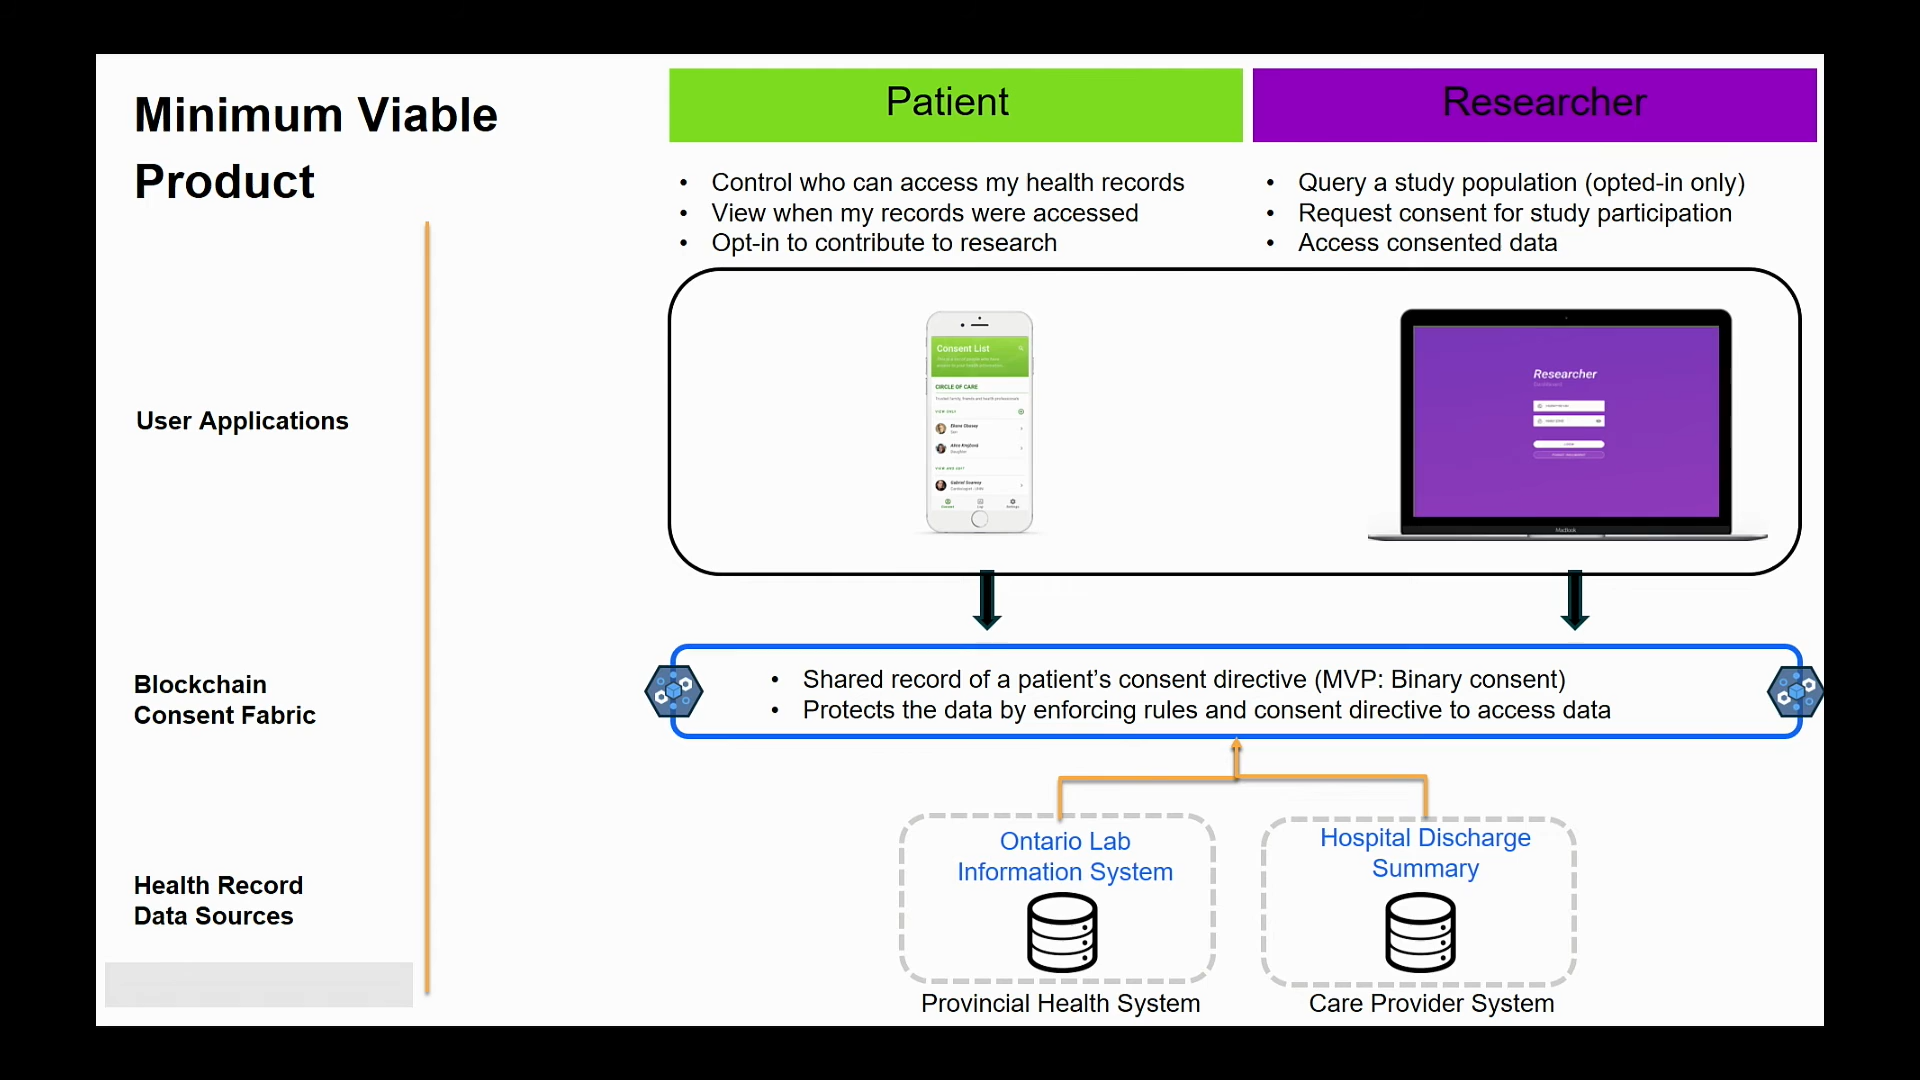 Minimum Viable
Product
Patient
Researcher
• Control who can access my health records
• View when my records were accessed
• Opt-in to contribute to research
• Query a study population (opted-in only)
• Request consent for study participation
• Access consented data
User Applications
Consent List
CIRCLE OF CARE
VIEW ONLY
VIEW AND EDIT
Researcher
MacBook
Blockchain
Consent Fabric
• Shared record of a patient’s consent directive (MVP: Binary consent)
• Protects the data by enforcing rules and consent directive to access data
Health Record
Data Sources
Ontario Lab
Information System
Hospital Discharge
Summary
Provincial Health System
Care Provider System